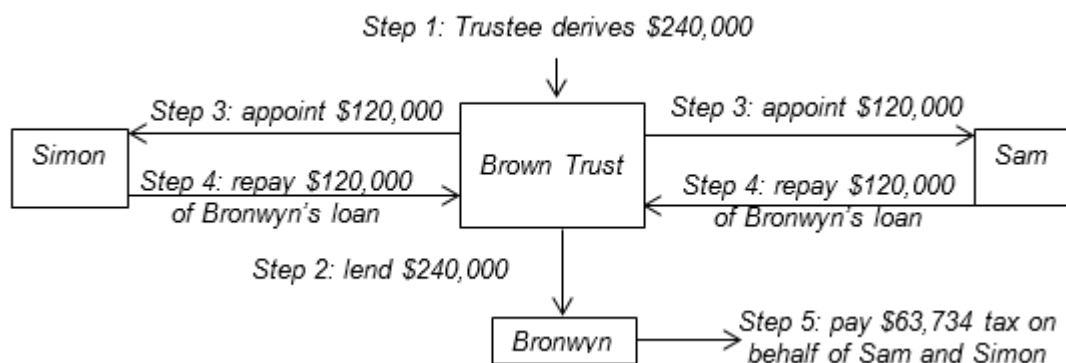 Step 1: Trustee derives $240,000
Step 3: appoint $120,000
Step 3: appoint $120,000
Simon
Brown Trust
Sam
Step 4: repay $120,000
of Bronwyn's loan
Step 4: repay $120,000
of Bronwyn's loan
Step 2: lend $240,000
Bronwyn
Step 5: pay $63,734 tax on
behalf of Sam and Simon